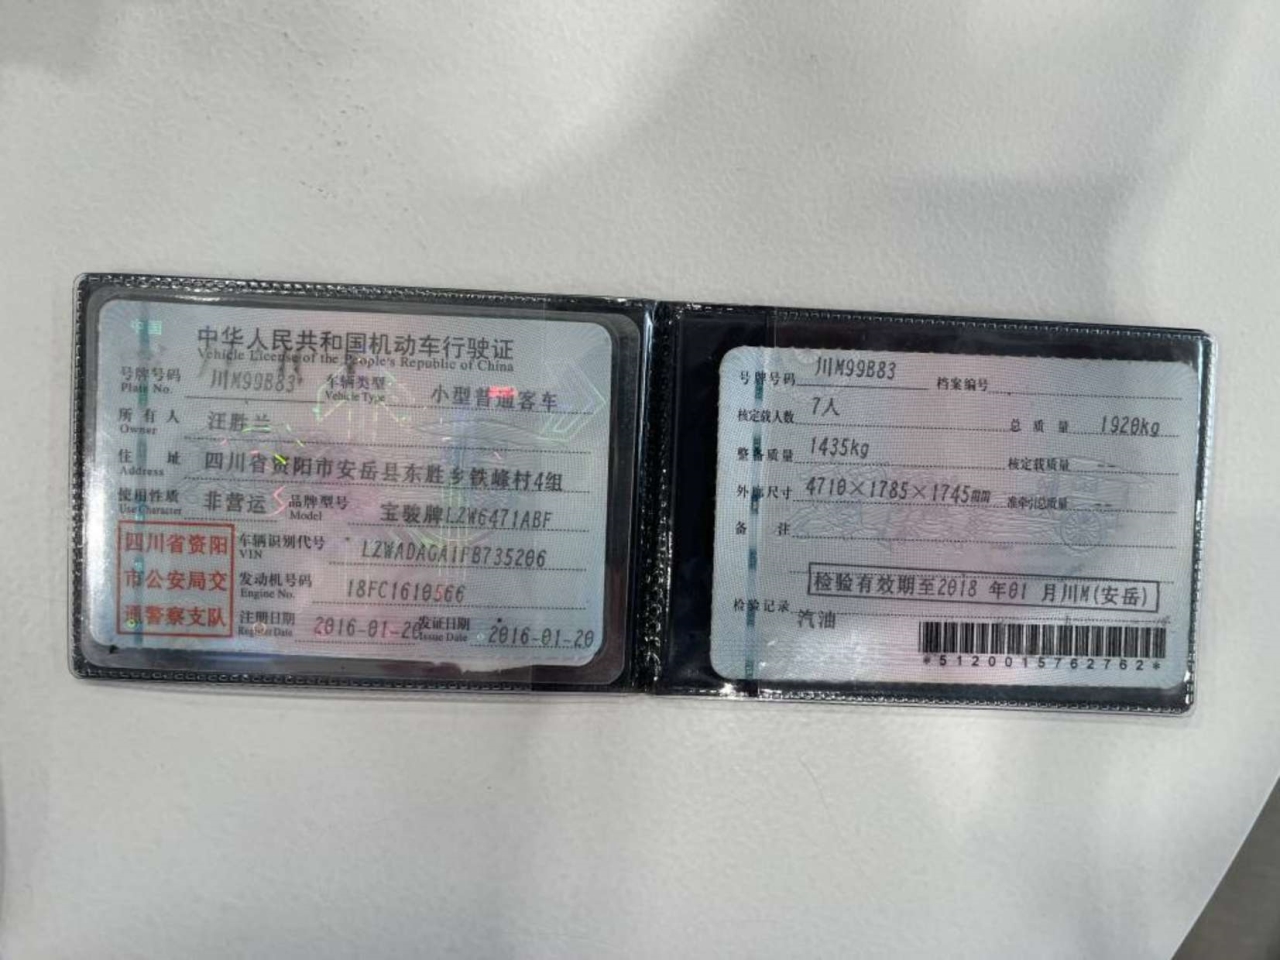 中国
中华人民共和国机动车行驶证
Vehicle License of the People's Republic of China
号牌号码 川M99B83 车辆类型 小型普通客车
Plate No. Vehicle Type
所有人 汪胜兰
Owner
住址 四川省资阳市安岳县东胜乡铁峰村4组
Address
使用性质 非营运 品牌型号 宝骏牌LZW6471ABF
Use Character Model
四川省资阳
市公安局交
通警察支队
车辆识别代号 LZWADAGA1FB735206
VIN
发动机号码 18FC1610566
Engine No.
注册日期 2016-01-20 发证日期 2016-01-20
Register Date Issue Date
号牌号码 川M99B83 档案编号
核定载人数 7人 总质量 1920kg
整备质量 1435kg 核定载质量 --
外廓尺寸 4710×1785×1745mm 准牵引总质量 --
备注
检验有效期至2018年01月川M(安岳)
检验记录 汽油
*5120015762762*